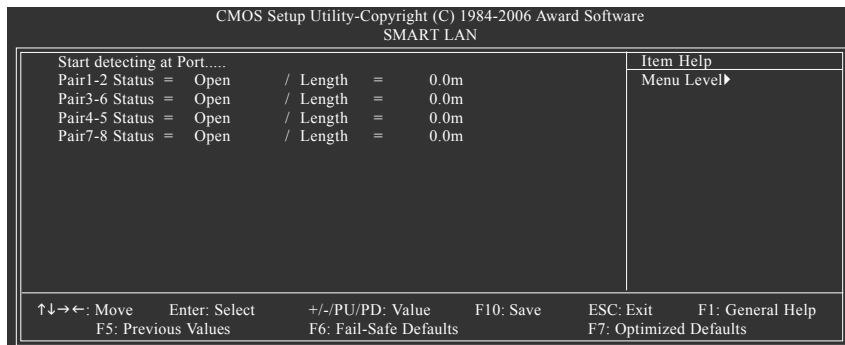 CMOS Setup Utility-Copyright (C) 1984-2006 Award Software
SMART LAN
Start detecting at Port.....
Pair1-2 Status = Open / Length = 0.0m
Pair3-6 Status = Open / Length = 0.0m
Pair4-5 Status = Open / Length = 0.0m
Pair7-8 Status = Open / Length = 0.0m
Item Help
Menu Level▶
↑↓→←: Move Enter: Select +/-/PU/PD: Value F10: Save ESC: Exit F1: General Help
F5: Previous Values F6: Fail-Safe Defaults F7: Optimized Defaults